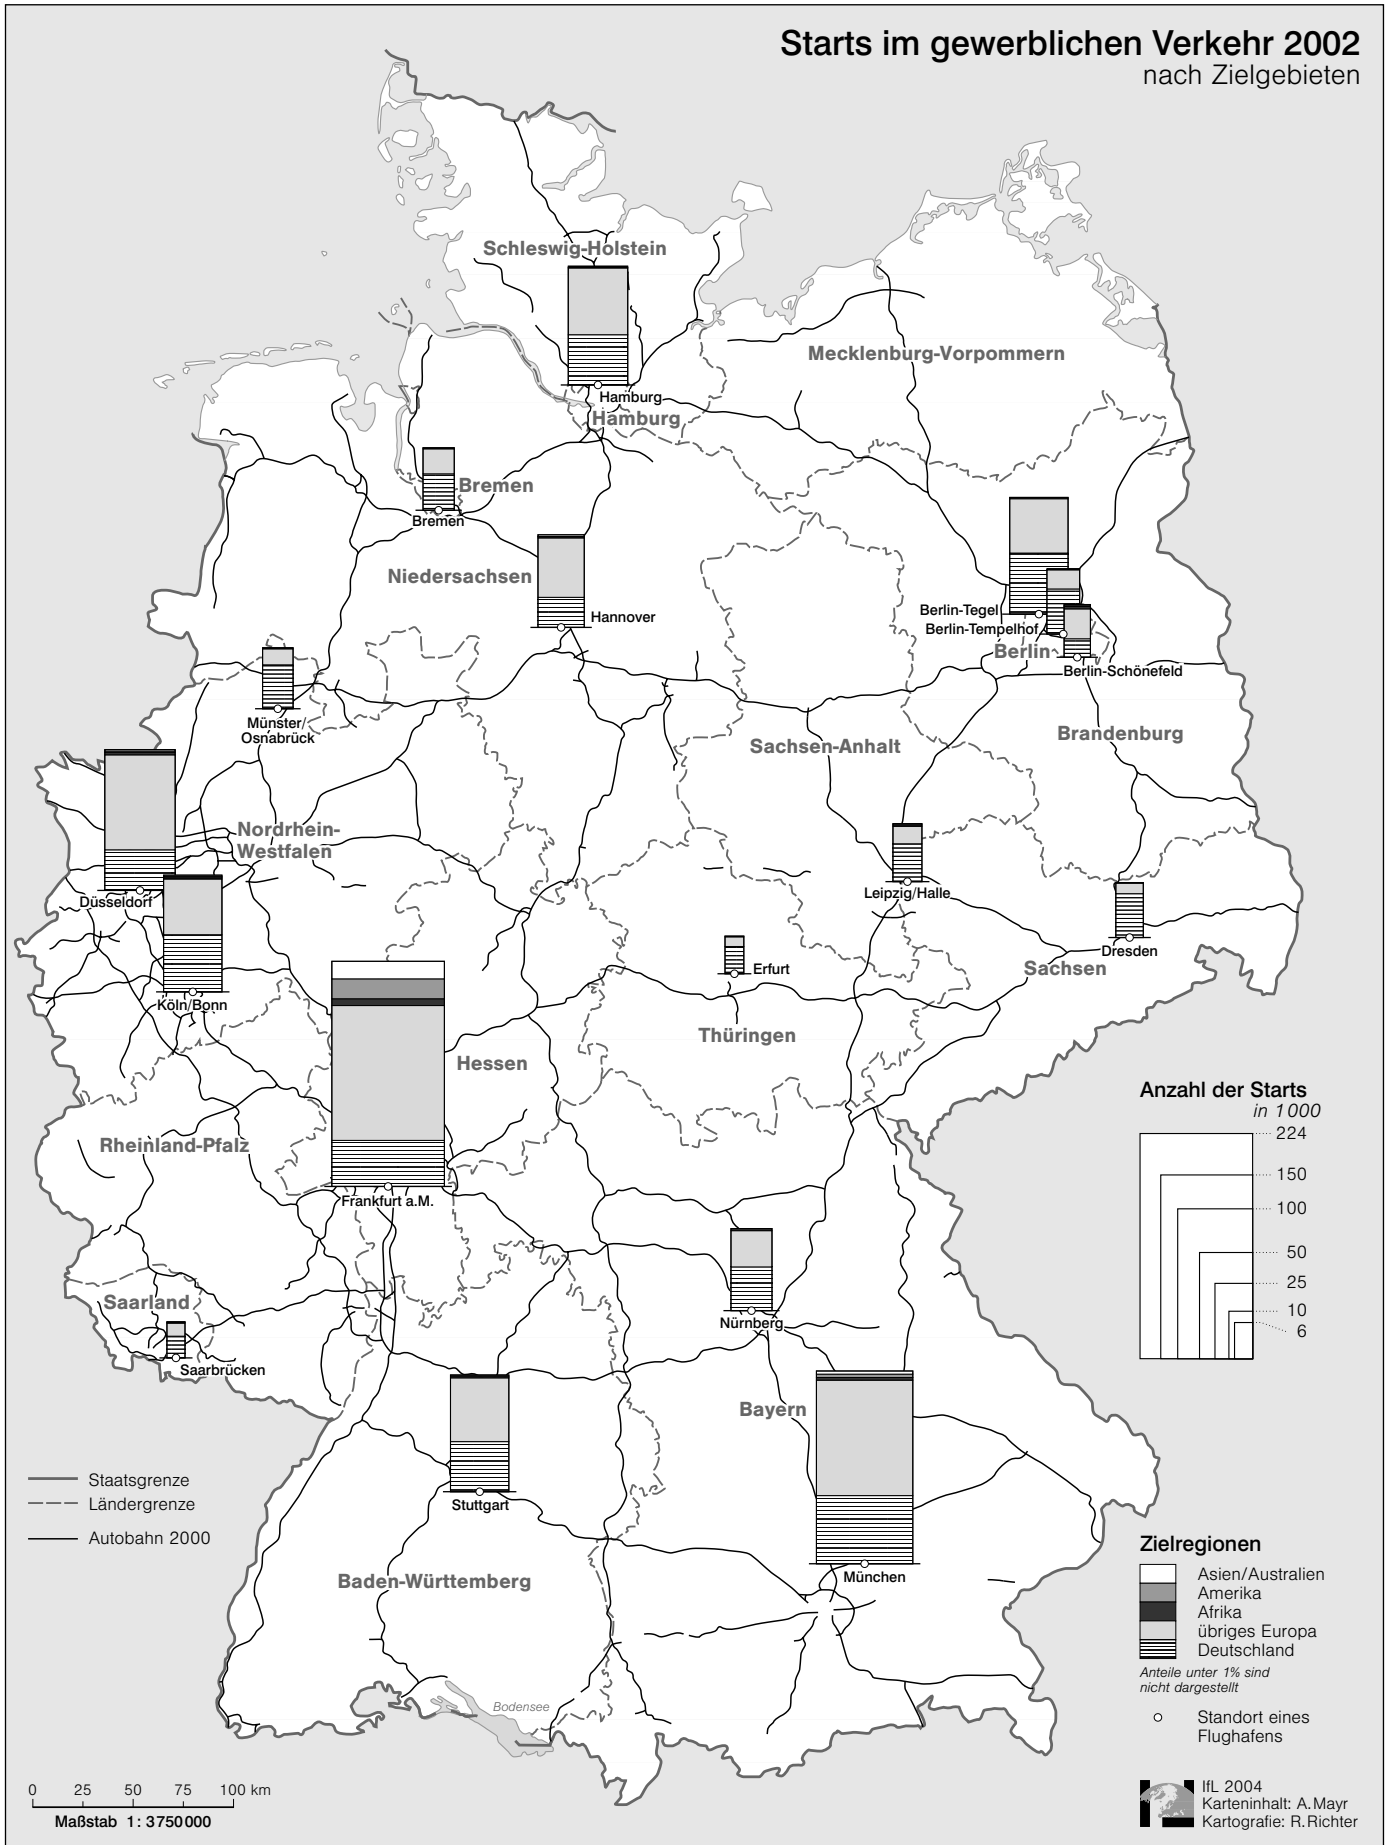 Starts im gewerblichen Verkehr 2002
nach Zielgebieten
Schleswig-Holstein
Mecklenburg-Vorpommern
Hamburg
Hamburg
Bremen
Bremen
Niedersachsen
Hannover
Berlin-Tegel
Berlin-Tempelhof
Berlin
Berlin-Schönefeld
Münster/
Osnabrück
Brandenburg
Sachsen-Anhalt
Nordrhein-
Westfalen
Düsseldorf
Leipzig/Halle
Dresden
Sachsen
Erfurt
Köln/Bonn
Thüringen
Hessen
Rheinland-Pfalz
Frankfurt a.M.
Anzahl der Starts
in 1000
224
150
100
50
25
10
6
Saarland
Saarbrücken
Nürnberg
Bayern
Stuttgart
München
Baden-Württemberg
Bodensee
Staatsgrenze
Ländergrenze
Autobahn 2000
Zielregionen
Asien/Australien
Amerika
Afrika
übriges Europa
Deutschland
Anteile unter 1% sind
nicht dargestellt
Standort eines
Flughafens
0 25 50 75 100 km
Maßstab 1 : 3750000
IfL 2004
Karteninhalt: A. Mayr
Kartografie: R. Richter